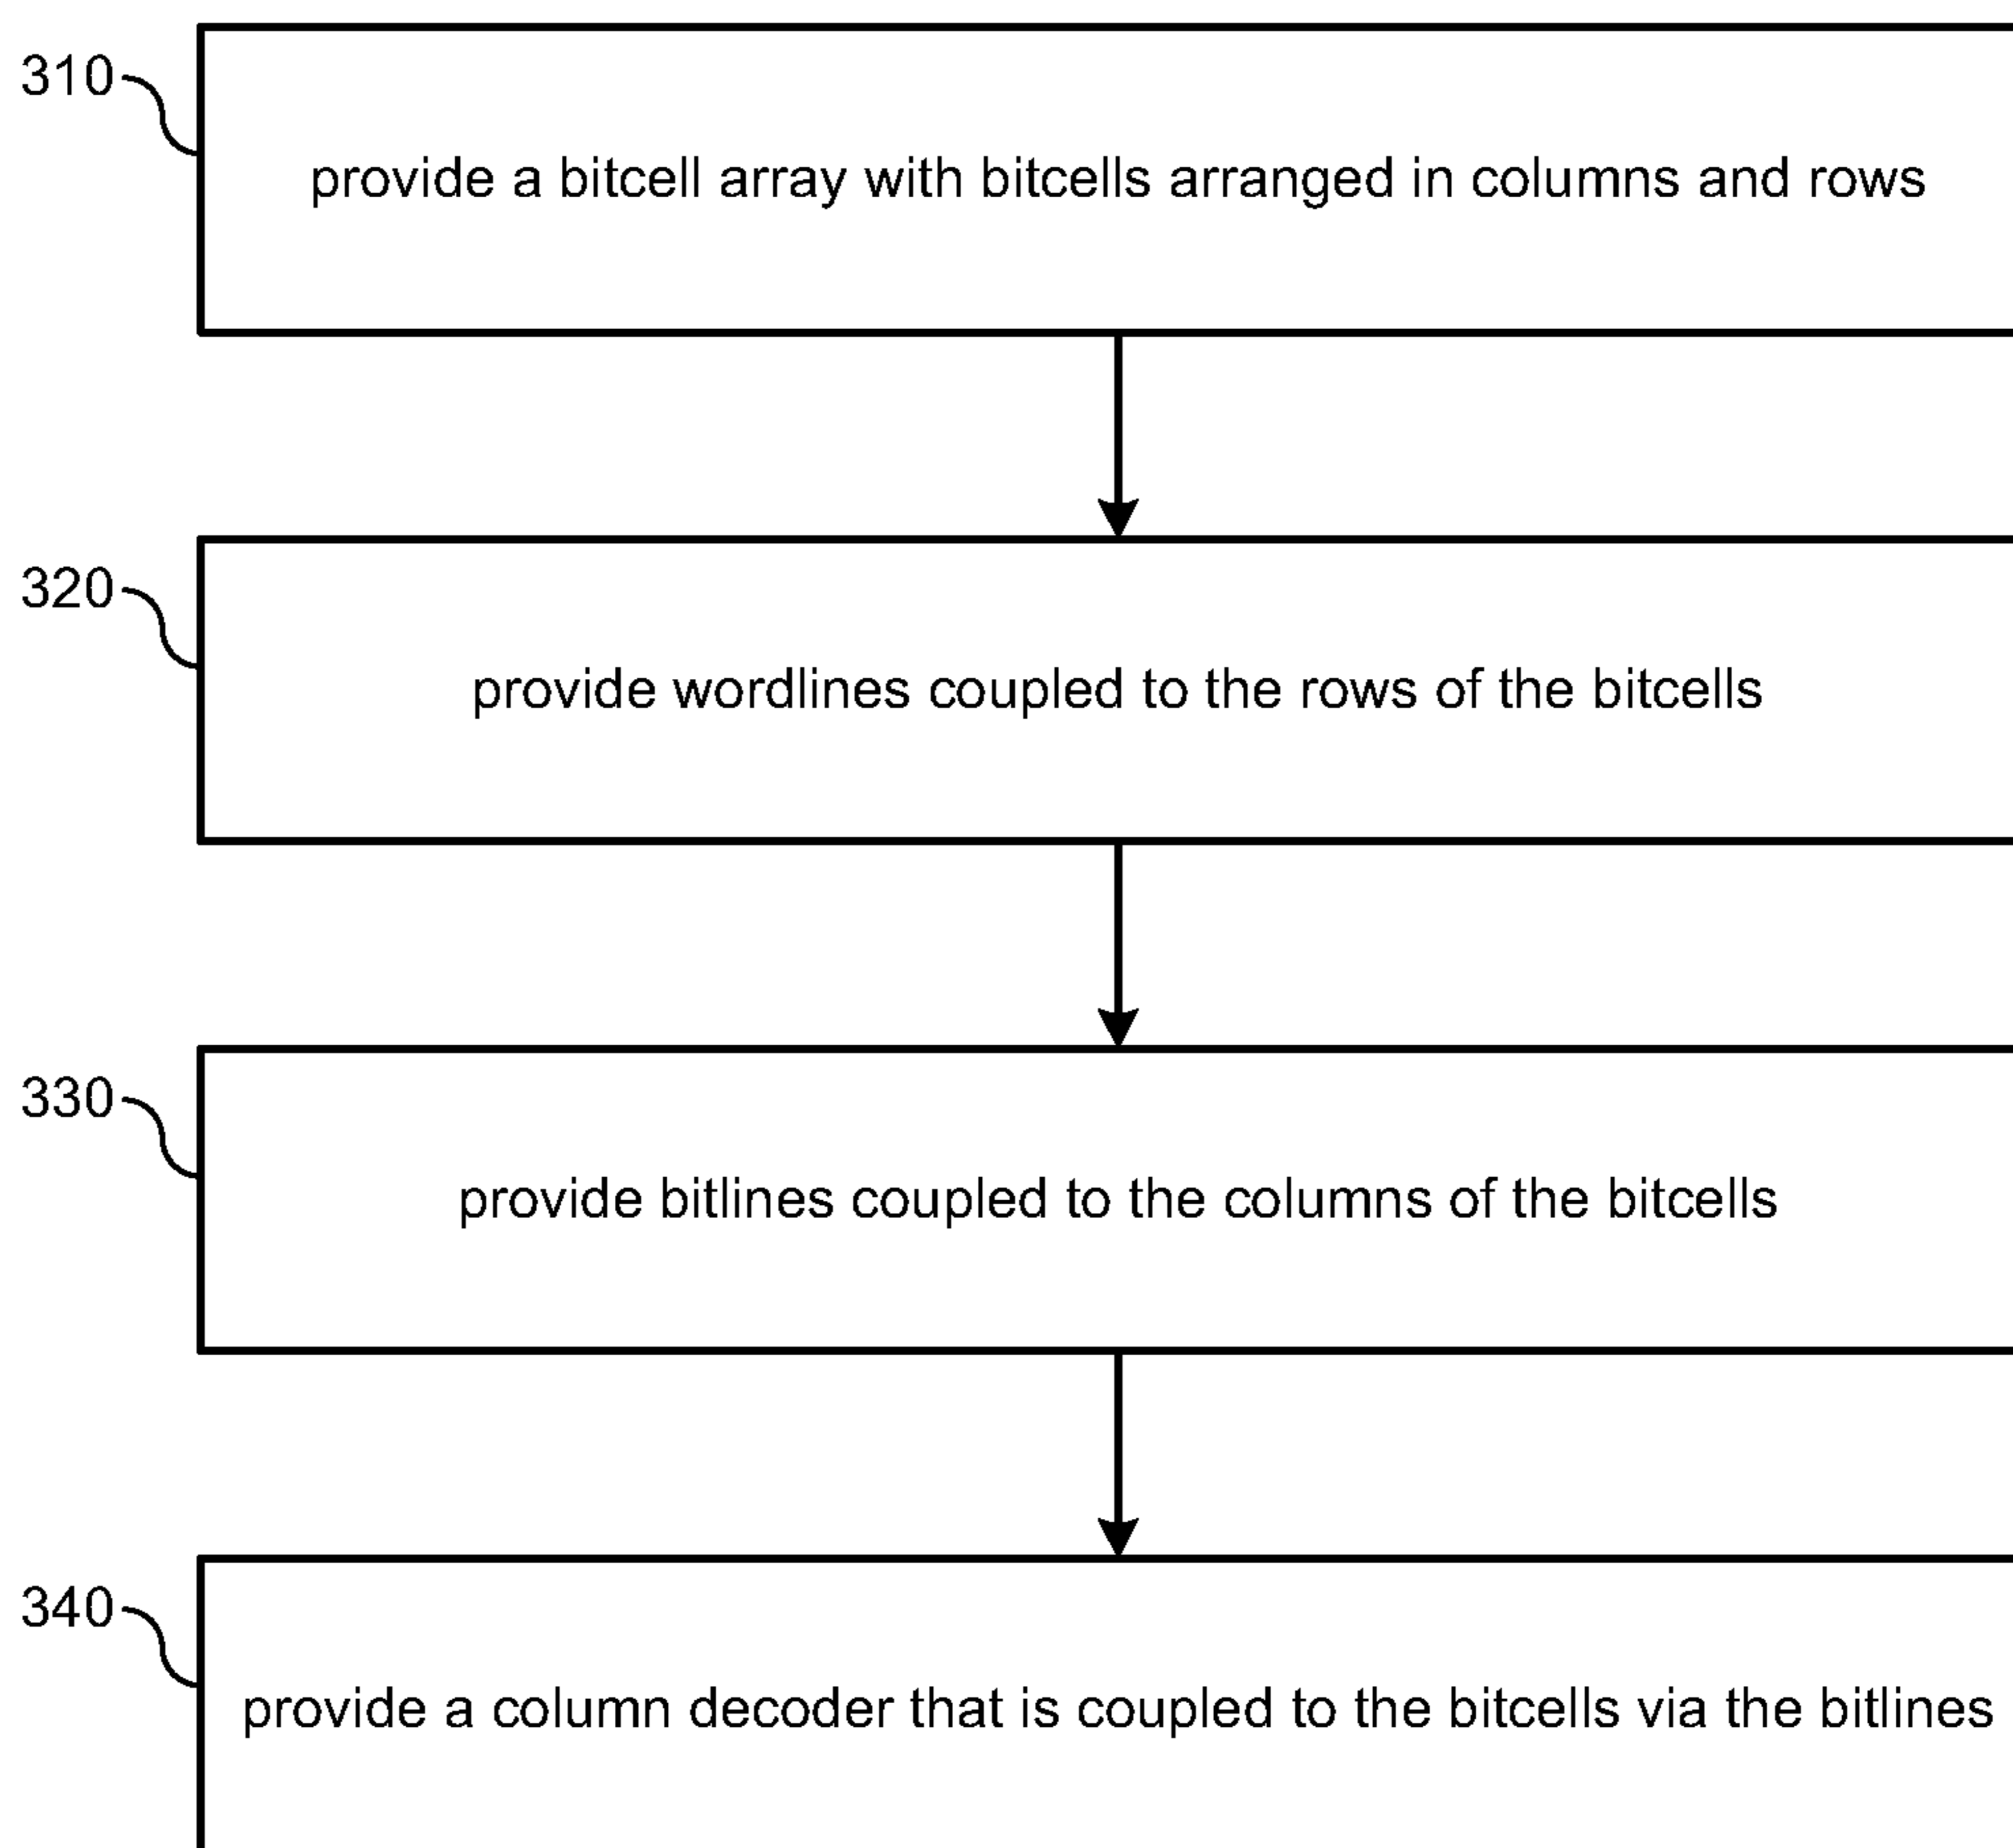 310
provide a bitcell array with bitcells arranged in columns and rows
320
provide wordlines coupled to the rows of the bitcells
330
provide bitlines coupled to the columns of the bitcells
340
provide a column decoder that is coupled to the bitcells via the bitlines